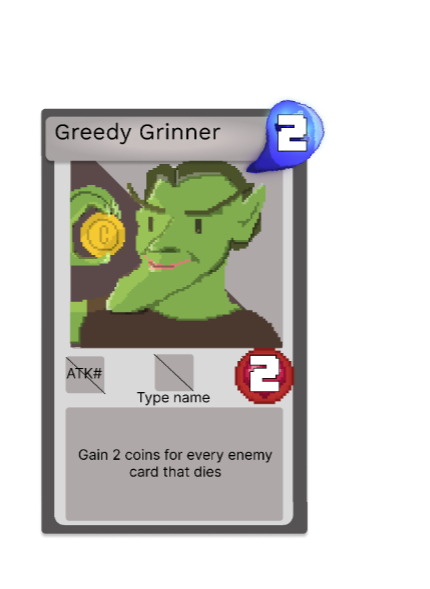 Greedy Grinner
2
C
ATK#
2
Type name
Gain 2 coins for every enemy
card that dies